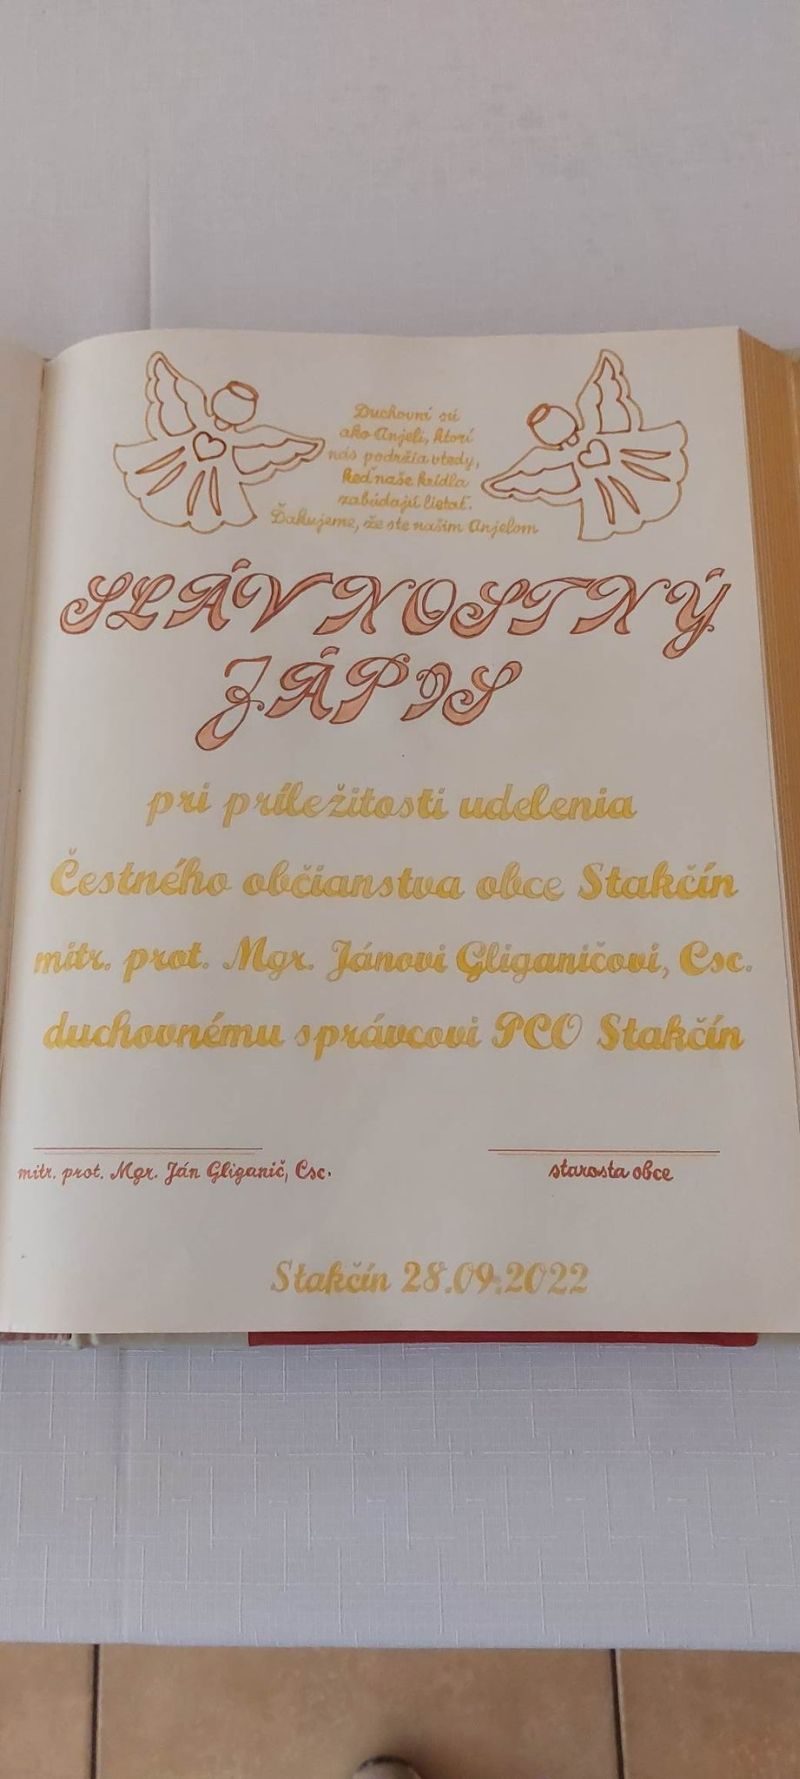 Duchovní sú
ako Anjeli, ktorí
nás podržia vtedy,
keď naše krídla
zabúdajú lietať.
Ďakujeme, že ste naším Anjelom
SLÁVNOSTNÝ
ZÁPIS
pri príležitosti udelenia
Čestného občianstva obce Stakčín
mitr. prot. Mgr. Jánovi Gliganičovi, Csc.
duchovnému správcovi PCO Stakčín
mitr. prot. Mgr. Ján Gliganič, Csc.
starosta obce
Stakčín 28.09.2022